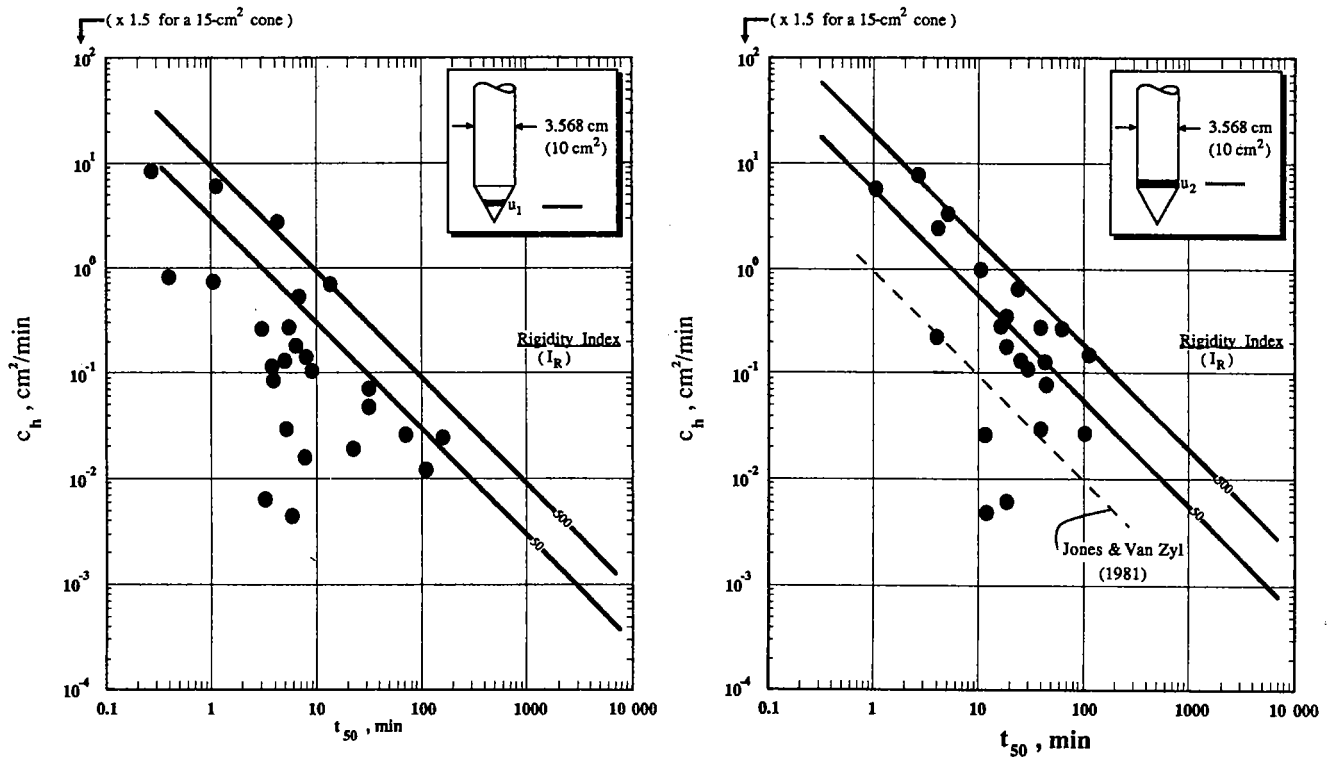 ( x 1.5 for a 15-cm² cone )
10²
10¹
10⁰
10⁻¹
10⁻²
10⁻³
10⁻⁴
c_h , cm²/min
3.568 cm
(10 cm²)
u₁
Rigidity Index
(I_R)
500
50
0.1 1 10 100 1000 10 000
t₅₀ , min
( x 1.5 for a 15-cm² cone )
10²
10¹
10⁰
10⁻¹
10⁻²
10⁻³
10⁻⁴
c_h , cm²/min
3.568 cm
(10 cm²)
u₂
Rigidity Index
(I_R)
500
50
Jones & Van Zyl
(1981)
0.1 1 10 100 1000 10 000
t₅₀ , min